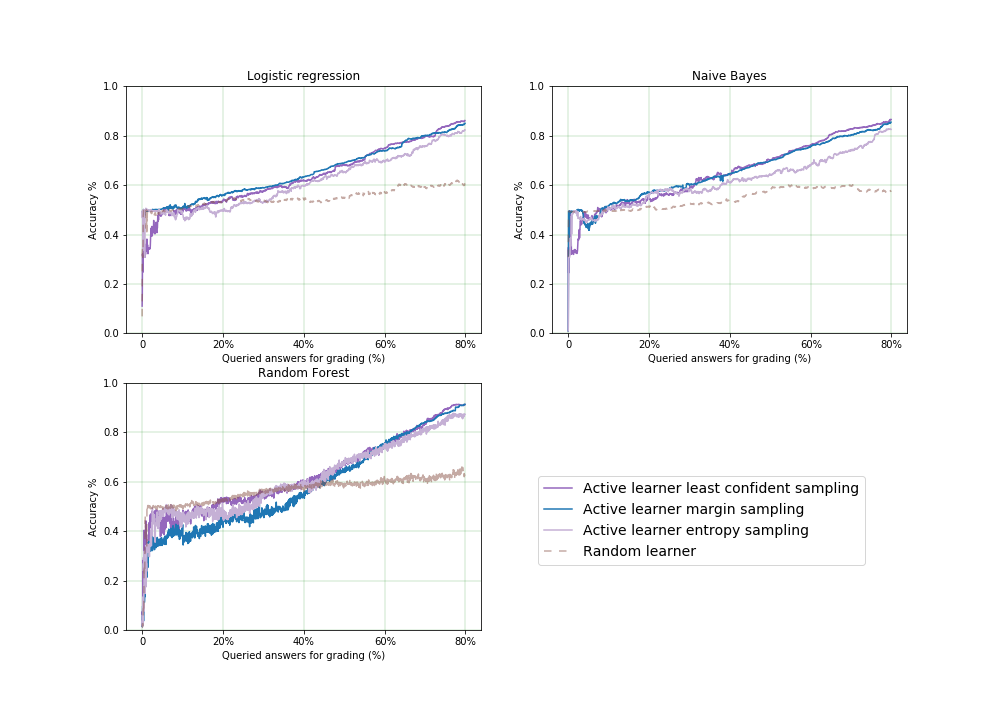 Logistic regression
1.0
0.8
0.6
0.4
0.2
0.0
Accuracy %
0 20% 40% 60% 80%
Queried answers for grading (%)
Naive Bayes
1.0
0.8
0.6
0.4
0.2
0.0
Accuracy %
0 20% 40% 60% 80%
Queried answers for grading (%)
Random Forest
1.0
0.8
0.6
0.4
0.2
0.0
Accuracy %
0 20% 40% 60% 80%
Queried answers for grading (%)
Active learner least confident sampling
Active learner margin sampling
Active learner entropy sampling
Random learner